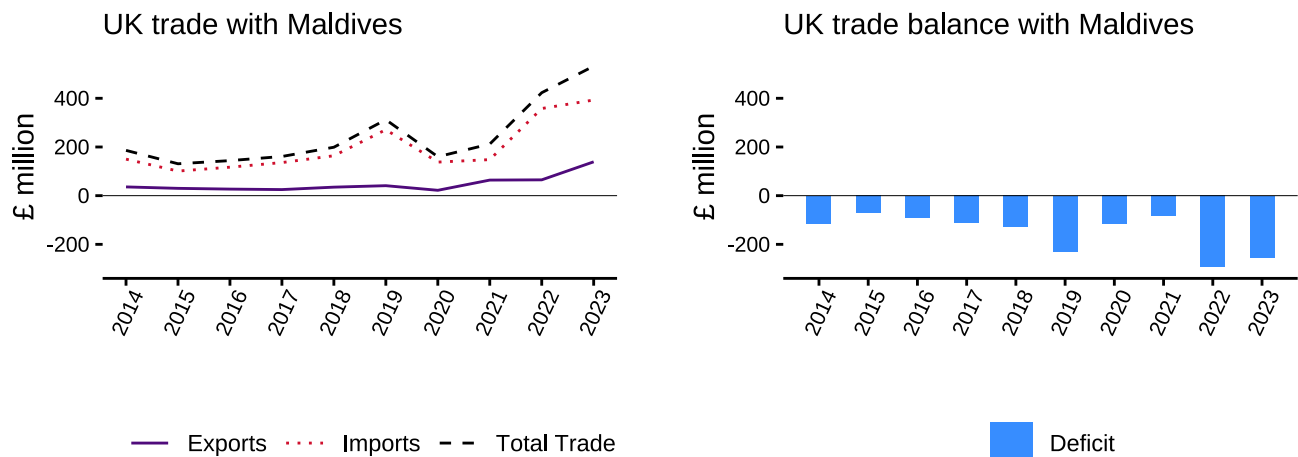 UK trade with Maldives
£ million
400
200
0
-200
2014 2015 2016 2017 2018 2019 2020 2021 2022 2023
Exports Imports Total Trade
UK trade balance with Maldives
£ million
400
200
0
-200
2014 2015 2016 2017 2018 2019 2020 2021 2022 2023
Deficit